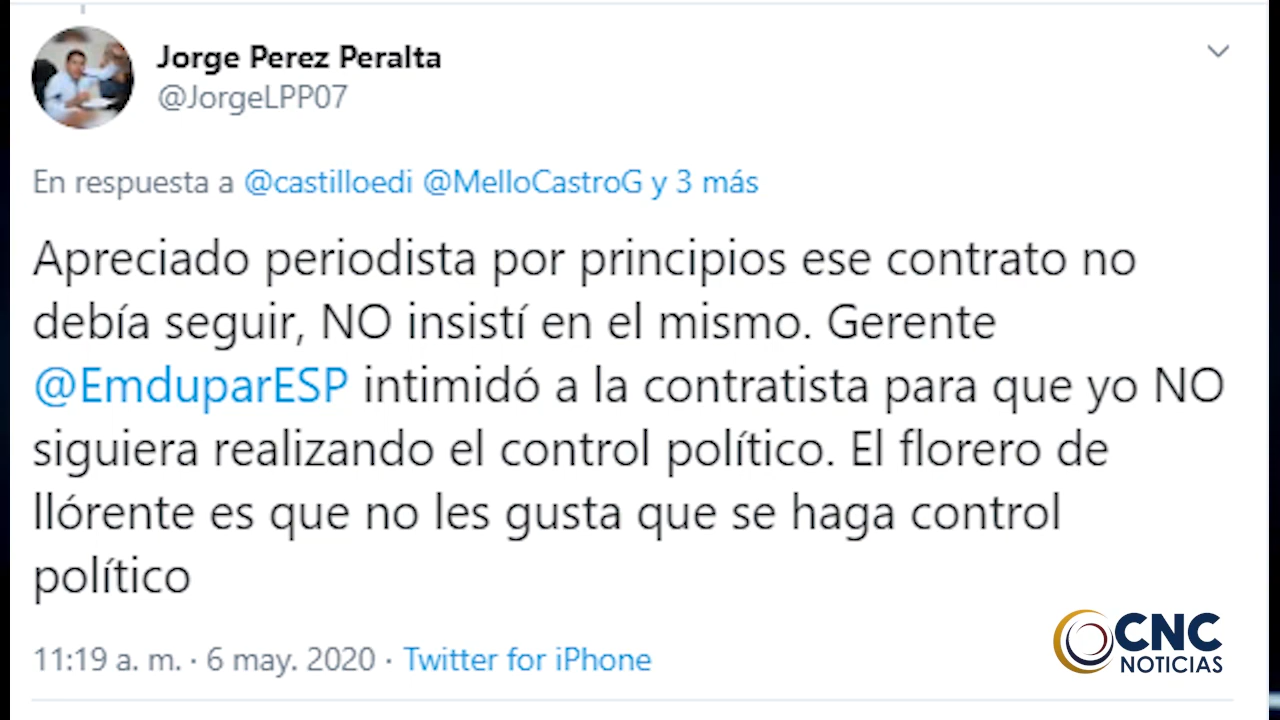 Jorge Perez Peralta
@JorgeLPP07
En respuesta a @castilloedi @MelloCastroG y 3 más
Apreciado periodista por principios ese contrato no
debía seguir, NO insistí en el mismo. Gerente
@EmduparESP intimidó a la contratista para que yo NO
siguiera realizando el control político. El florero de
llórente es que no les gusta que se haga control
político
11:19 a. m. · 6 may. 2020 · Twitter for iPhone
CNC
NOTICIAS